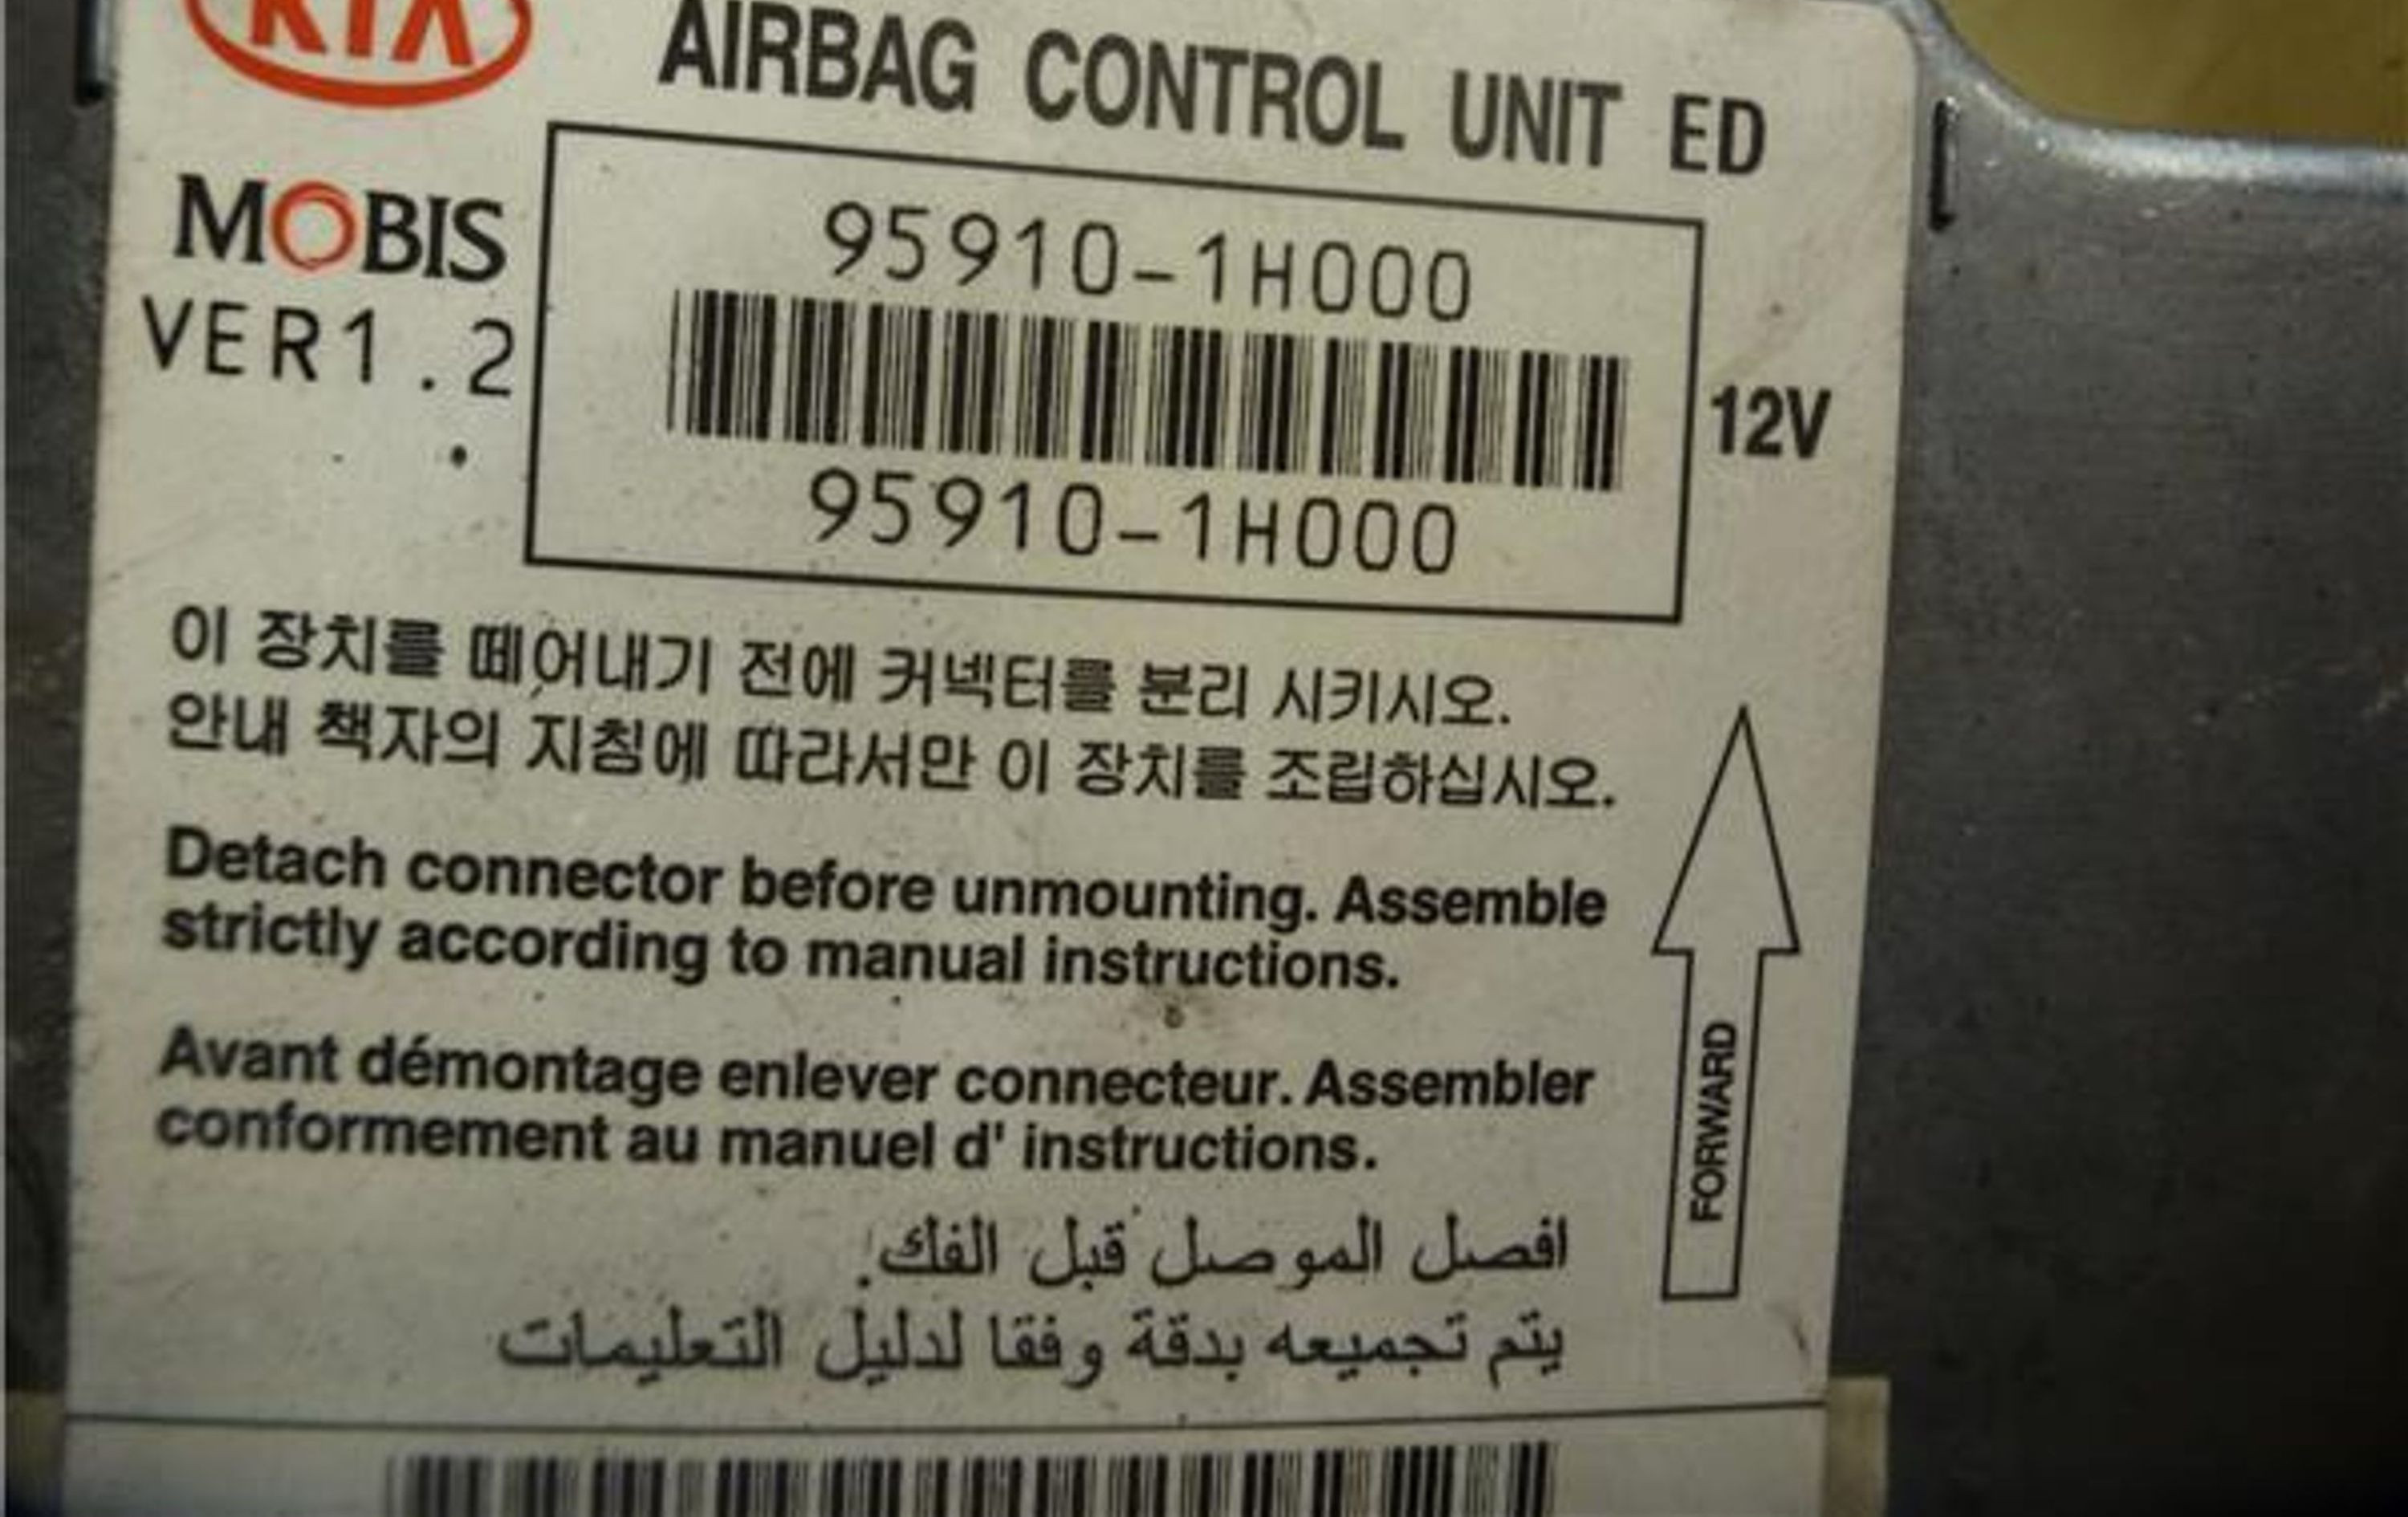 KIA
AIRBAG CONTROL UNIT ED
MOBIS
VER1.2
95910-1H000
95910-1H000
12V
이 장치를 떼어내기 전에 커넥터를 분리 시키시오.
안내 책자의 지침에 따라서만 이 장치를 조립하십시오.
Detach connector before unmounting. Assemble
strictly according to manual instructions.
Avant démontage enlever connecteur. Assembler
conformement au manuel d' instructions.
افصل الموصل قبل الفك.
يتم تجميعه بدقة وفقا لدليل التعليمات
FORWARD